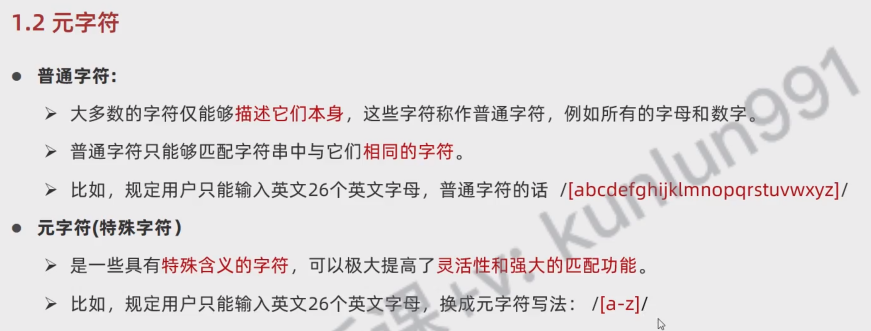 1.2 元字符
● 普通字符:
➢ 大多数的字符仅能够描述它们本身，这些字符称作普通字符，例如所有的字母和数字。
➢ 普通字符只能够匹配字符串中与它们相同的字符。
➢ 比如，规定用户只能输入英文26个英文字母，普通字符的话 /[abcdefghijklmnopqrstuvwxyz]/
● 元字符(特殊字符）
➢ 是一些具有特殊含义的字符，可以极大提高了灵活性和强大的匹配功能。
➢ 比如，规定用户只能输入英文26个英文字母，换成元字符写法： /[a-z]/
课+v: kunlun991